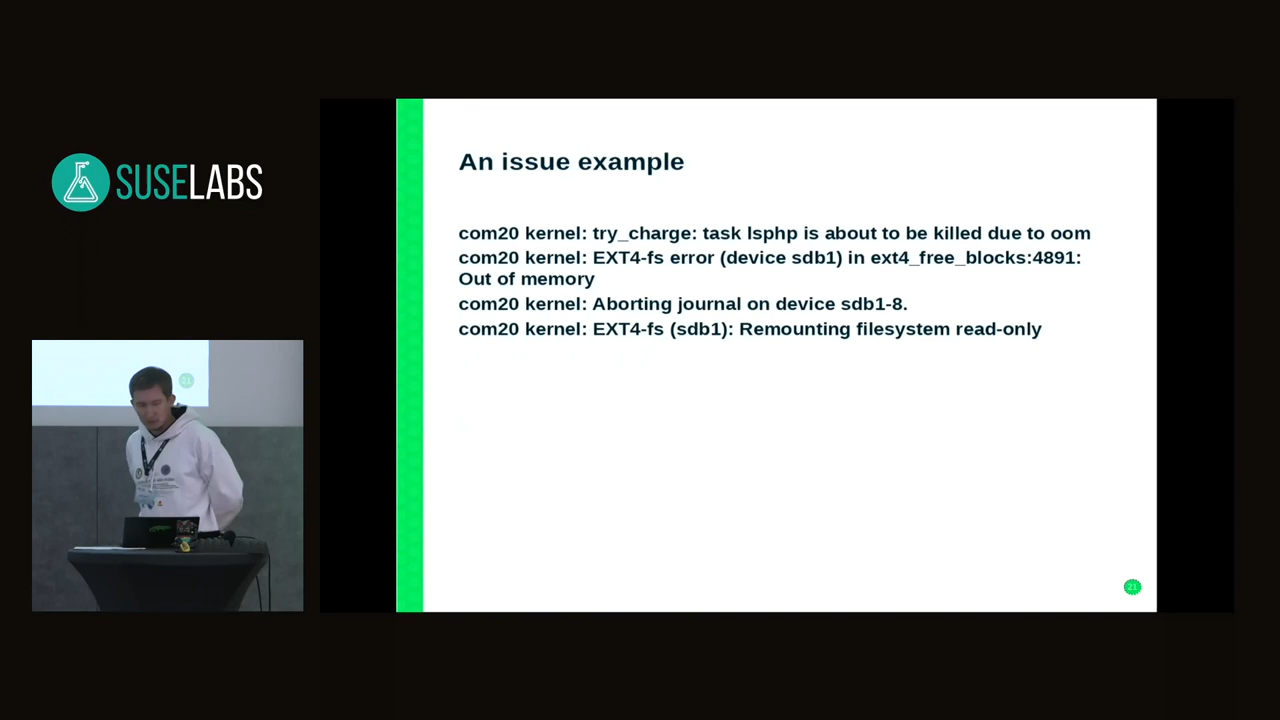 SUSELABS
An issue example
com20 kernel: try_charge: task lsphp is about to be killed due to oom
com20 kernel: EXT4-fs error (device sdb1) in ext4_free_blocks:4891:
Out of memory
com20 kernel: Aborting journal on device sdb1-8.
com20 kernel: EXT4-fs (sdb1): Remounting filesystem read-only
21
21